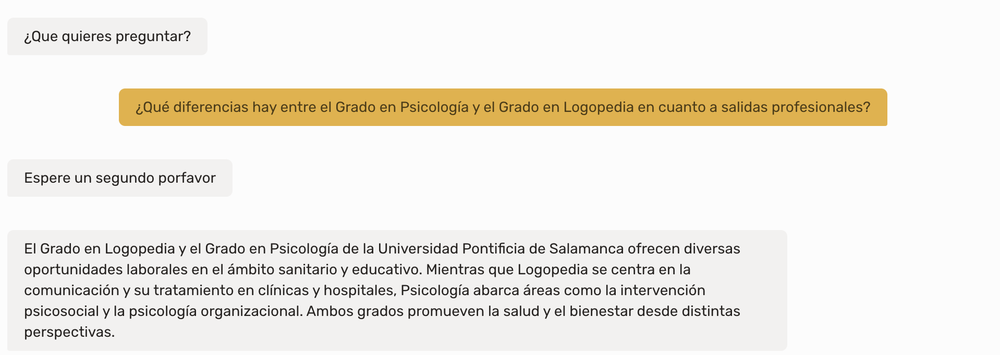 ¿Que quieres preguntar?
¿Qué diferencias hay entre el Grado en Psicología y el Grado en Logopedia en cuanto a salidas profesionales?
Espere un segundo porfavor
El Grado en Logopedia y el Grado en Psicología de la Universidad Pontificia de Salamanca ofrecen diversas
oportunidades laborales en el ámbito sanitario y educativo. Mientras que Logopedia se centra en la
comunicación y su tratamiento en clínicas y hospitales, Psicología abarca áreas como la intervención
psicosocial y la psicología organizacional. Ambos grados promueven la salud y el bienestar desde distintas
perspectivas.